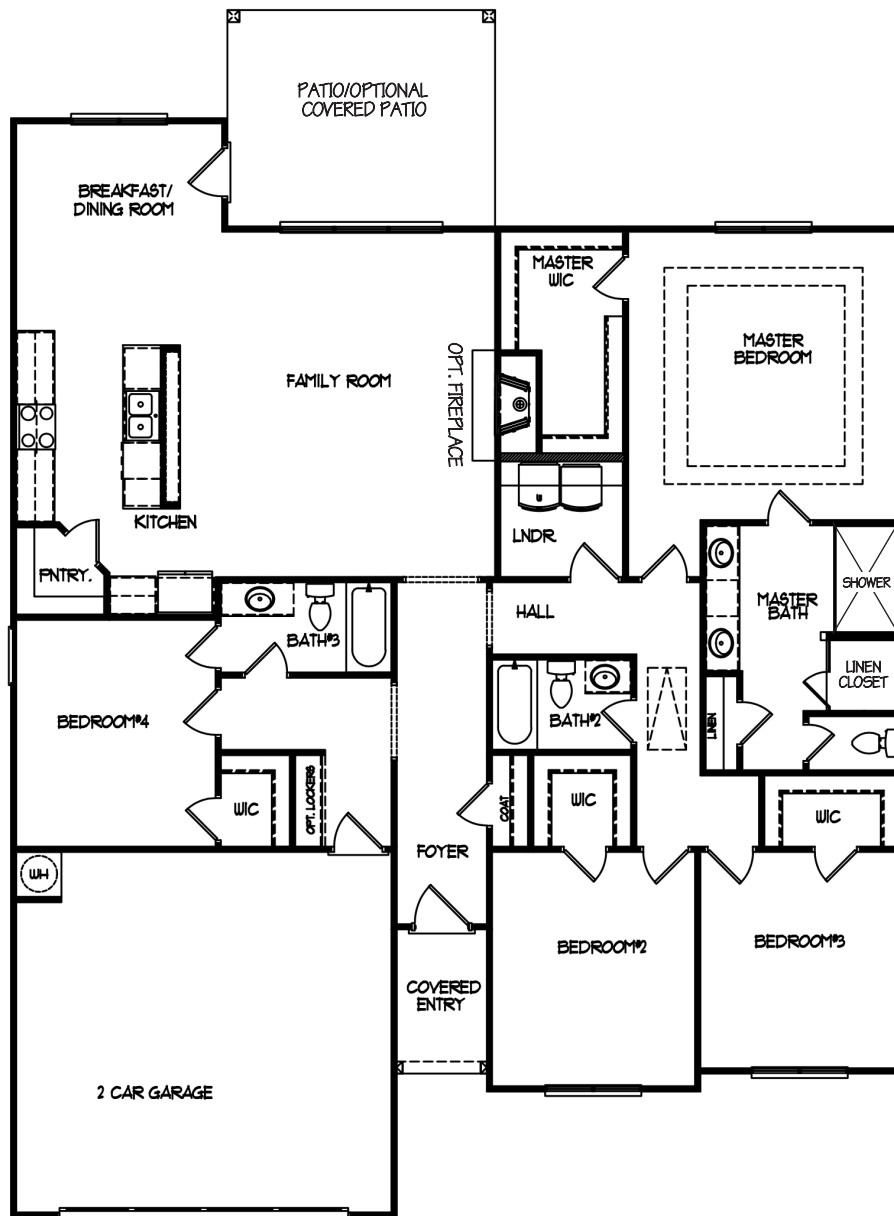 PATIO/OPTIONAL
COVERED PATIO
BREAKFAST/
DINING ROOM
MASTER
WIC
MASTER
BEDROOM
FAMILY ROOM
OPT. FIREPLACE
KITCHEN
LNDR.
PNTRY.
SHOWER
MASTER
BATH
HALL
BATH#3
LINEN
CLOSET
BEDROOM#4
BATH#2
LINEN
WIC
OPT. LOCKERS
COAT
WIC
WIC
FOYER
WH
BEDROOM#2
BEDROOM#3
COVERED
ENTRY
2 CAR GARAGE